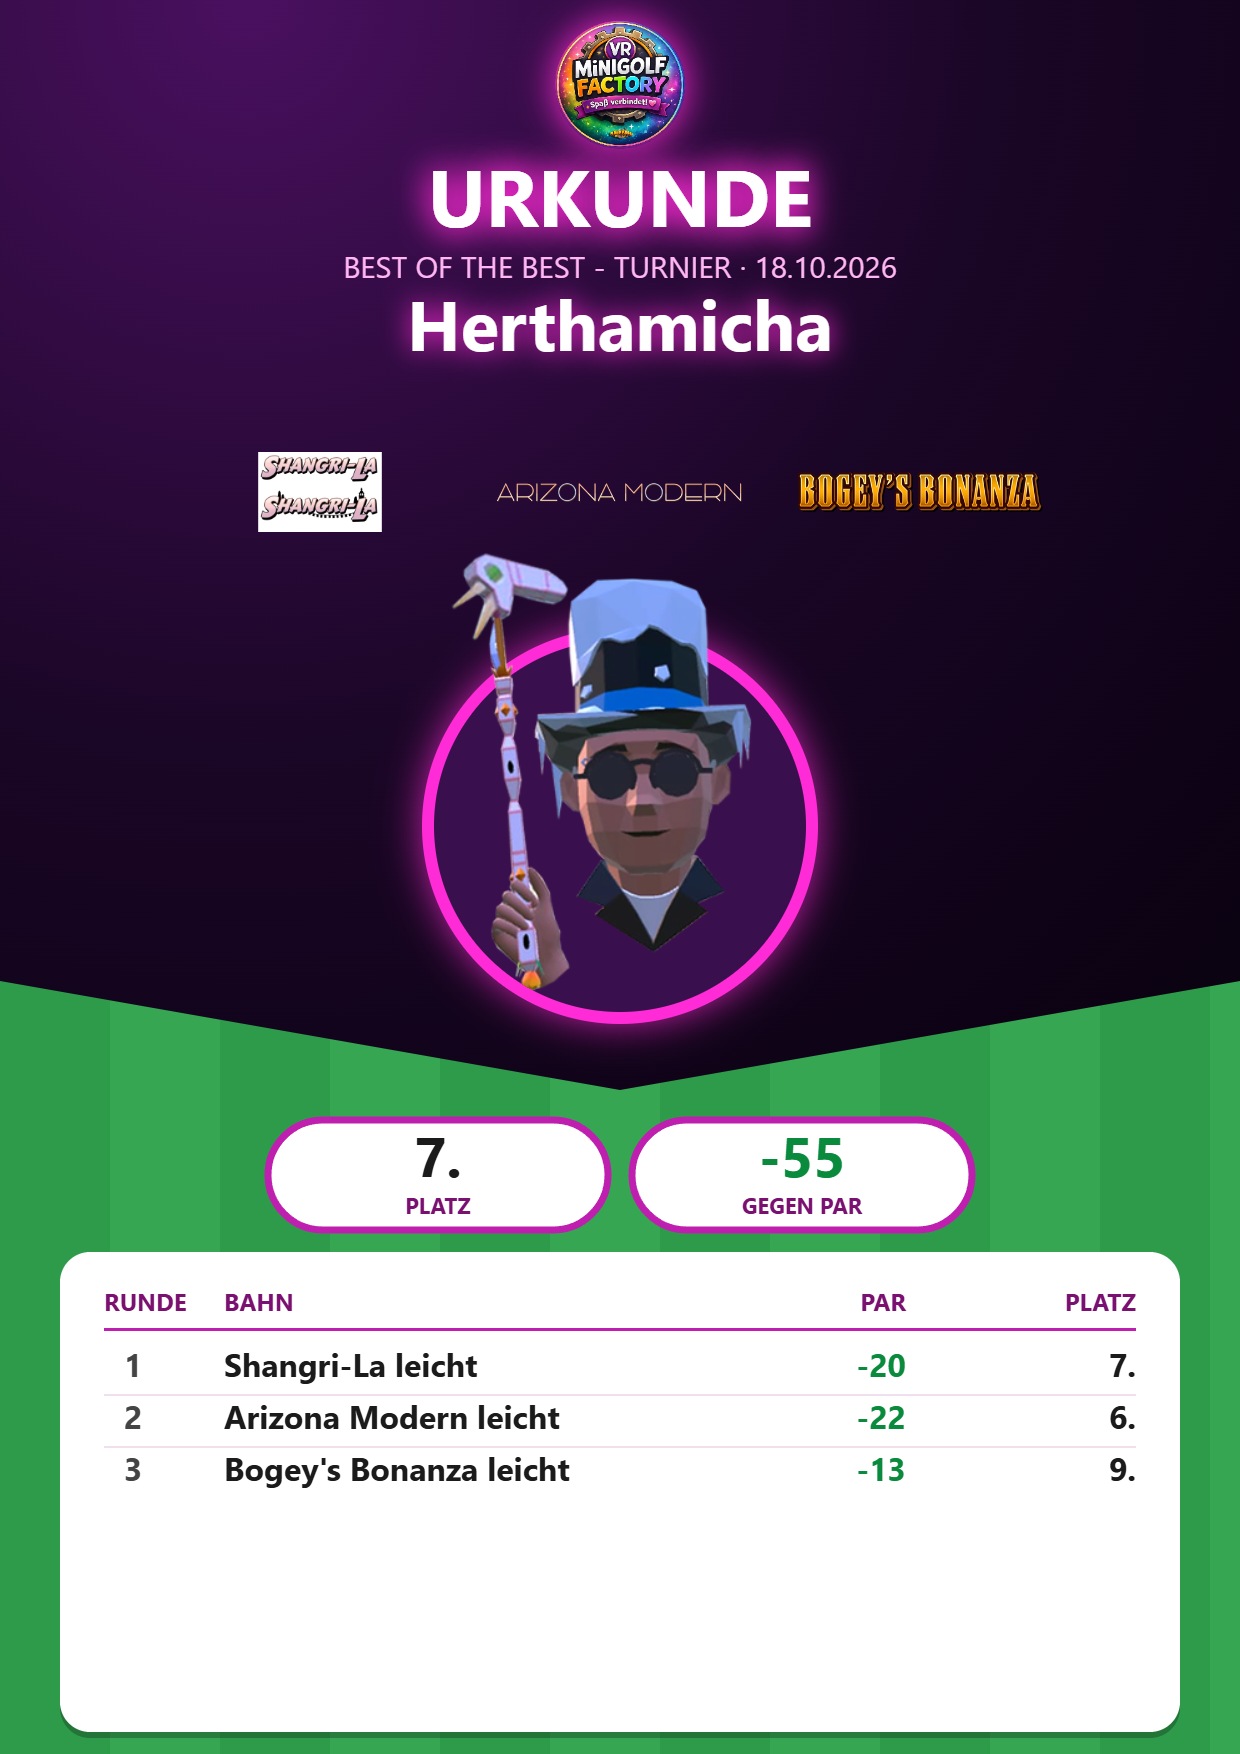 VR
MiNiGOLF
FACTORY
Spaß verbindet!
URKUNDE
BEST OF THE BEST - TURNIER · 18.10.2026
Herthamicha
SHANGRI-LA
SHANGRI-LA
ARIZONA MODERN
BOGEY'S BONANZA
7.
PLATZ
-55
GEGEN PAR
RUNDE BAHN PAR PLATZ
1 Shangri-La leicht -20 7.
2 Arizona Modern leicht -22 6.
3 Bogey's Bonanza leicht -13 9.